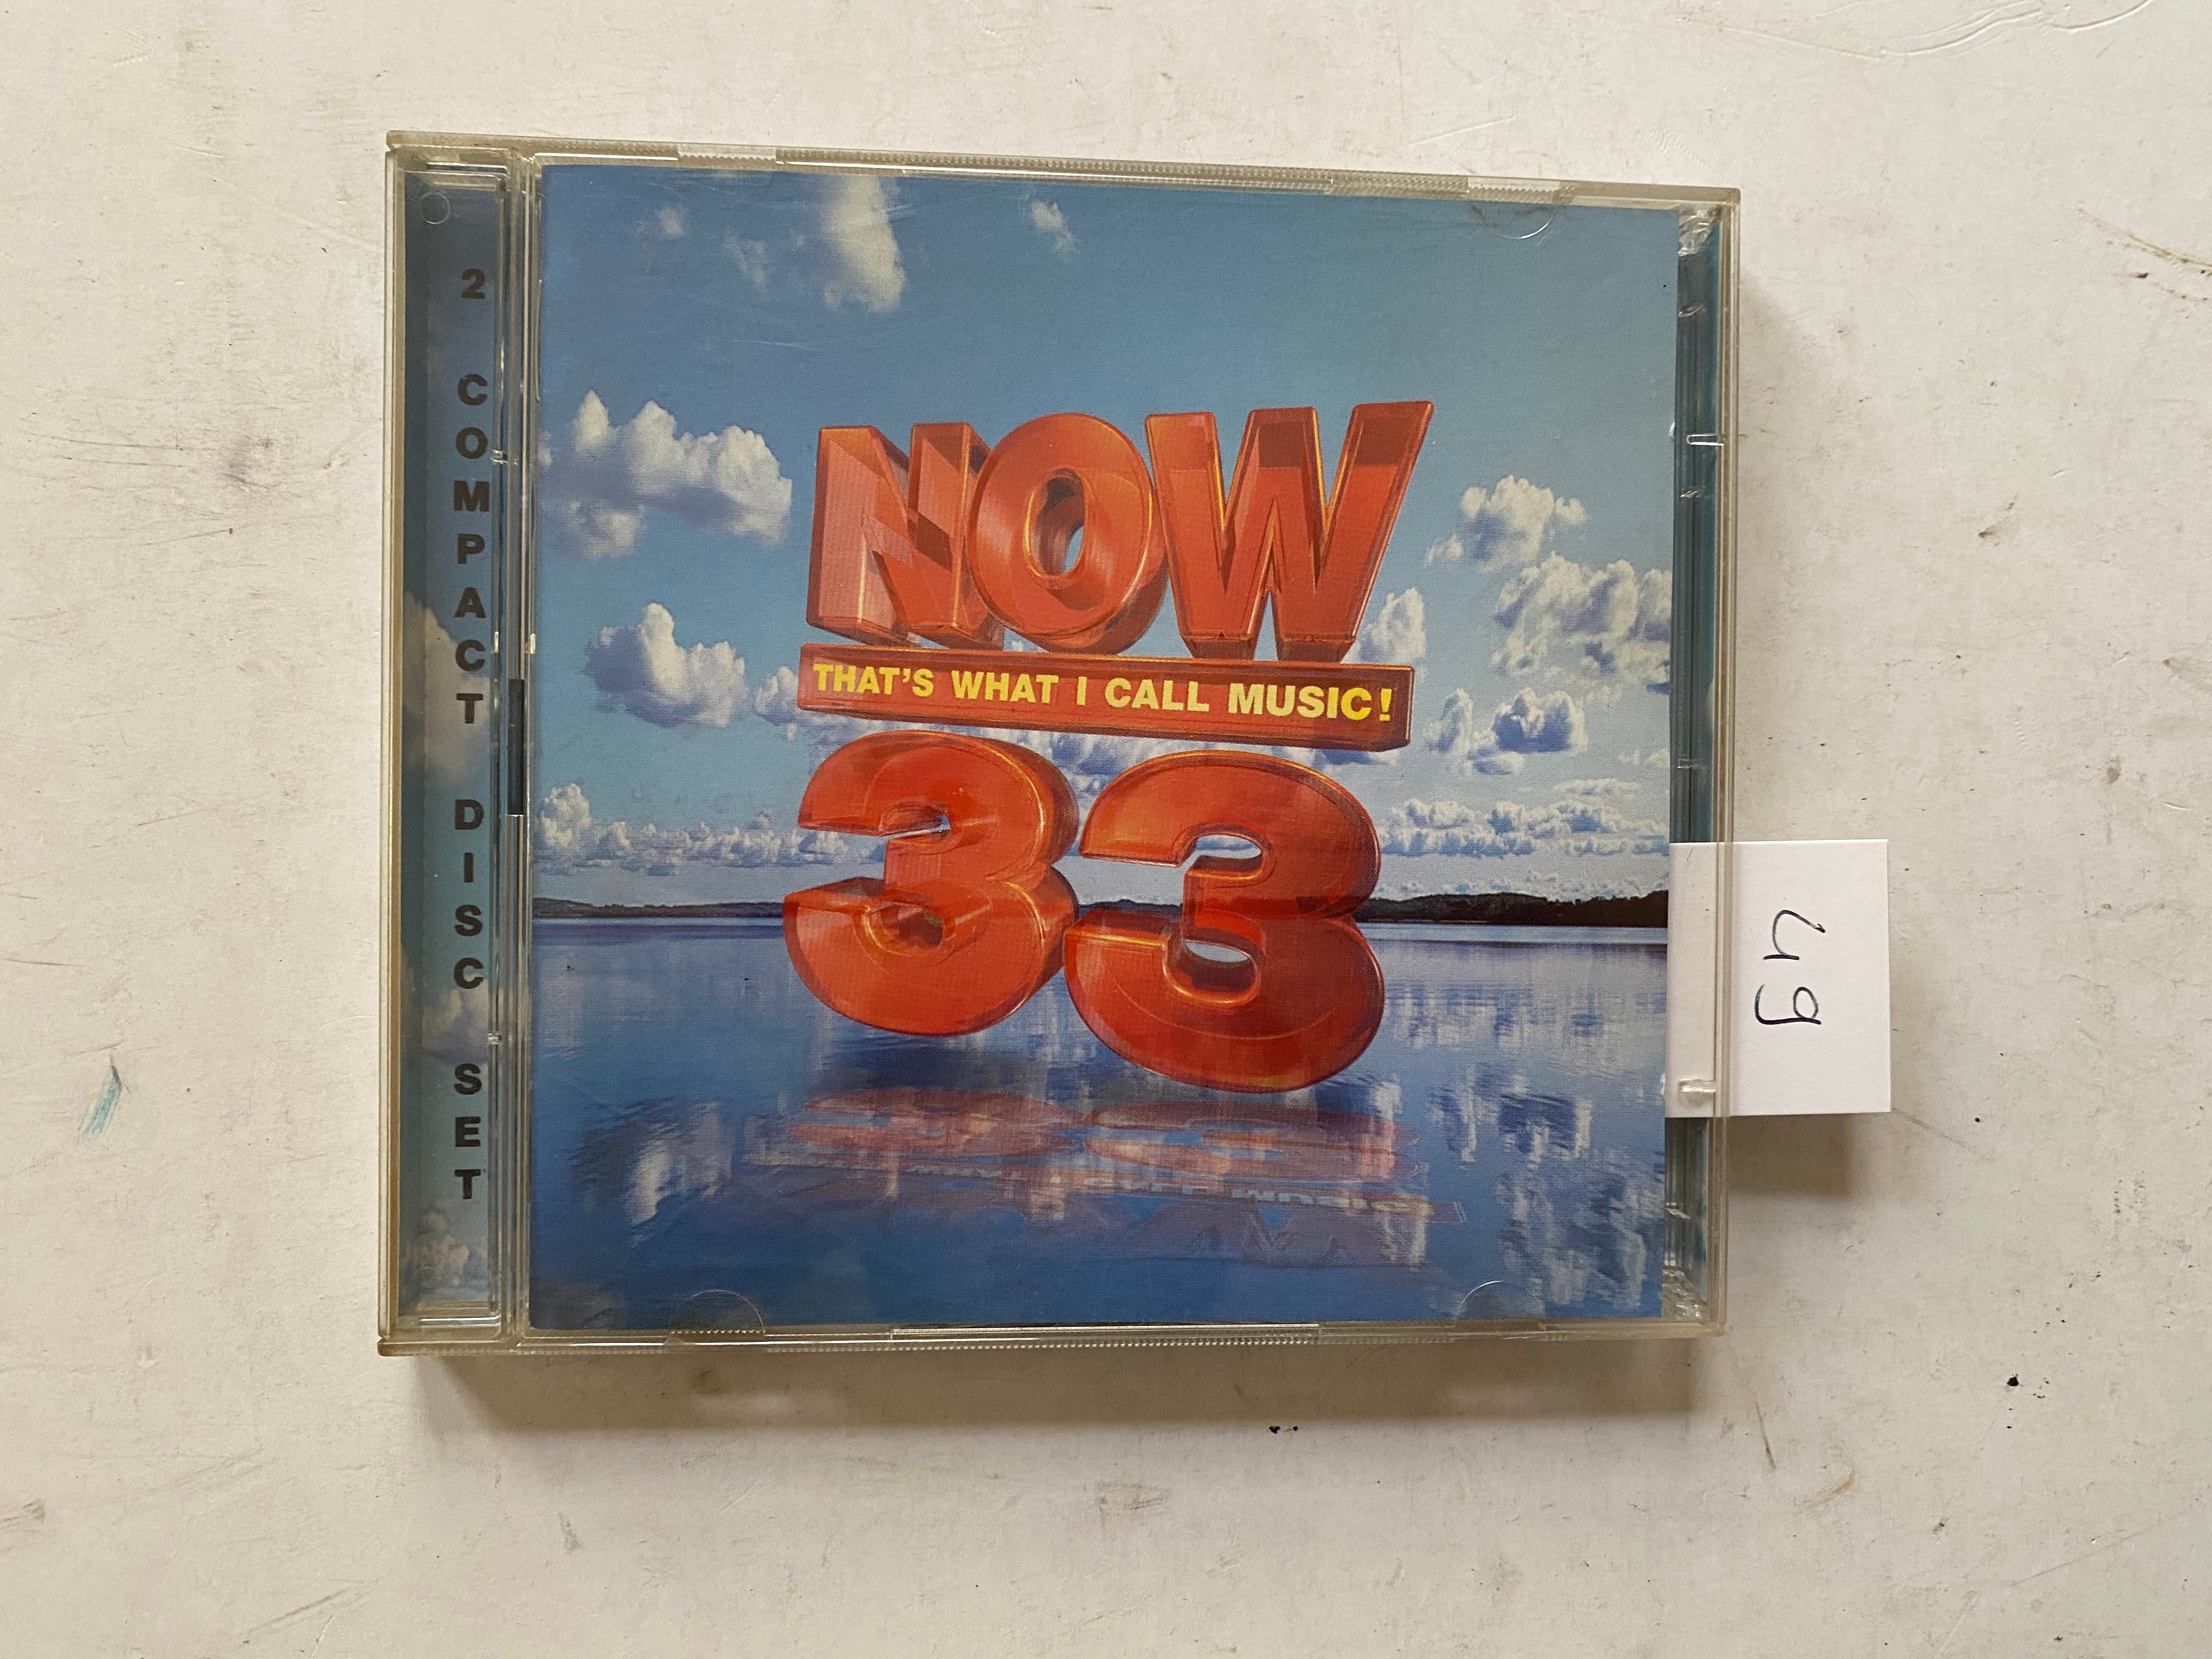 2 COMPACT DISC SET
NOW
THAT'S WHAT I CALL MUSIC!
33
49